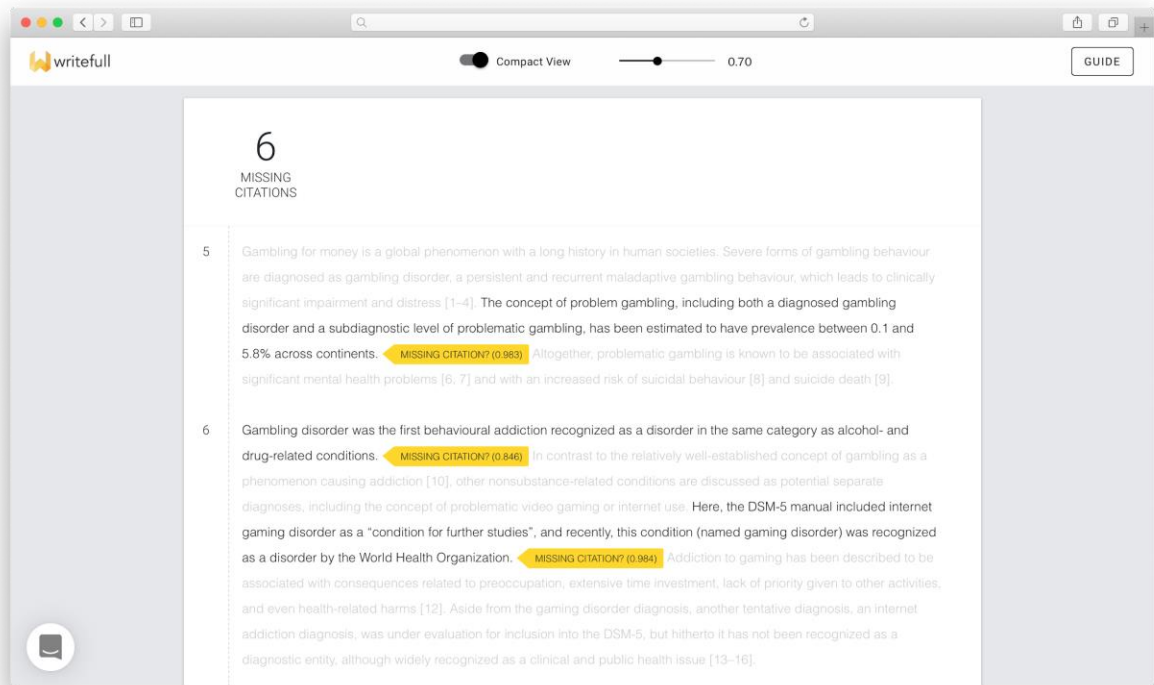 writefull
Compact View
0.70
GUIDE
6
MISSING
CITATIONS
5
Gambling for money is a global phenomenon with a long history in human societies. Severe forms of gambling behaviour
are diagnosed as gambling disorder, a persistent and recurrent maladaptive gambling behaviour, which leads to clinically
significant impairment and distress [1-4]. The concept of problem gambling, including both a diagnosed gambling
disorder and a subdiagnostic level of problematic gambling, has been estimated to have prevalence between 0.1 and
5.8% across continents. MISSING CITATION? (0.983) Altogether, problematic gambling is known to be associated with
significant mental health problems [6, 7] and with an increased risk of suicidal behaviour [8] and suicide death [9].
6
Gambling disorder was the first behavioural addiction recognized as a disorder in the same category as alcohol- and
drug-related conditions. MISSING CITATION? (0.846) In contrast to the relatively well-established concept of gambling as a
phenomenon causing addiction [10], other nonsubstance-related conditions are discussed as potential separate
diagnoses, including the concept of problematic video gaming or internet use. Here, the DSM-5 manual included internet
gaming disorder as a “condition for further studies”, and recently, this condition (named gaming disorder) was recognized
as a disorder by the World Health Organization. MISSING CITATION? (0.984) Addiction to gaming has been described to be
associated with consequences related to preoccupation, extensive time investment, lack of priority given to other activities,
and even health-related harms [12]. Aside from the gaming disorder diagnosis, another tentative diagnosis, an internet
addiction diagnosis, was under evaluation for inclusion into the DSM-5, but hitherto it has not been recognized as a
diagnostic entity, although widely recognized as a clinical and public health issue [13–16].